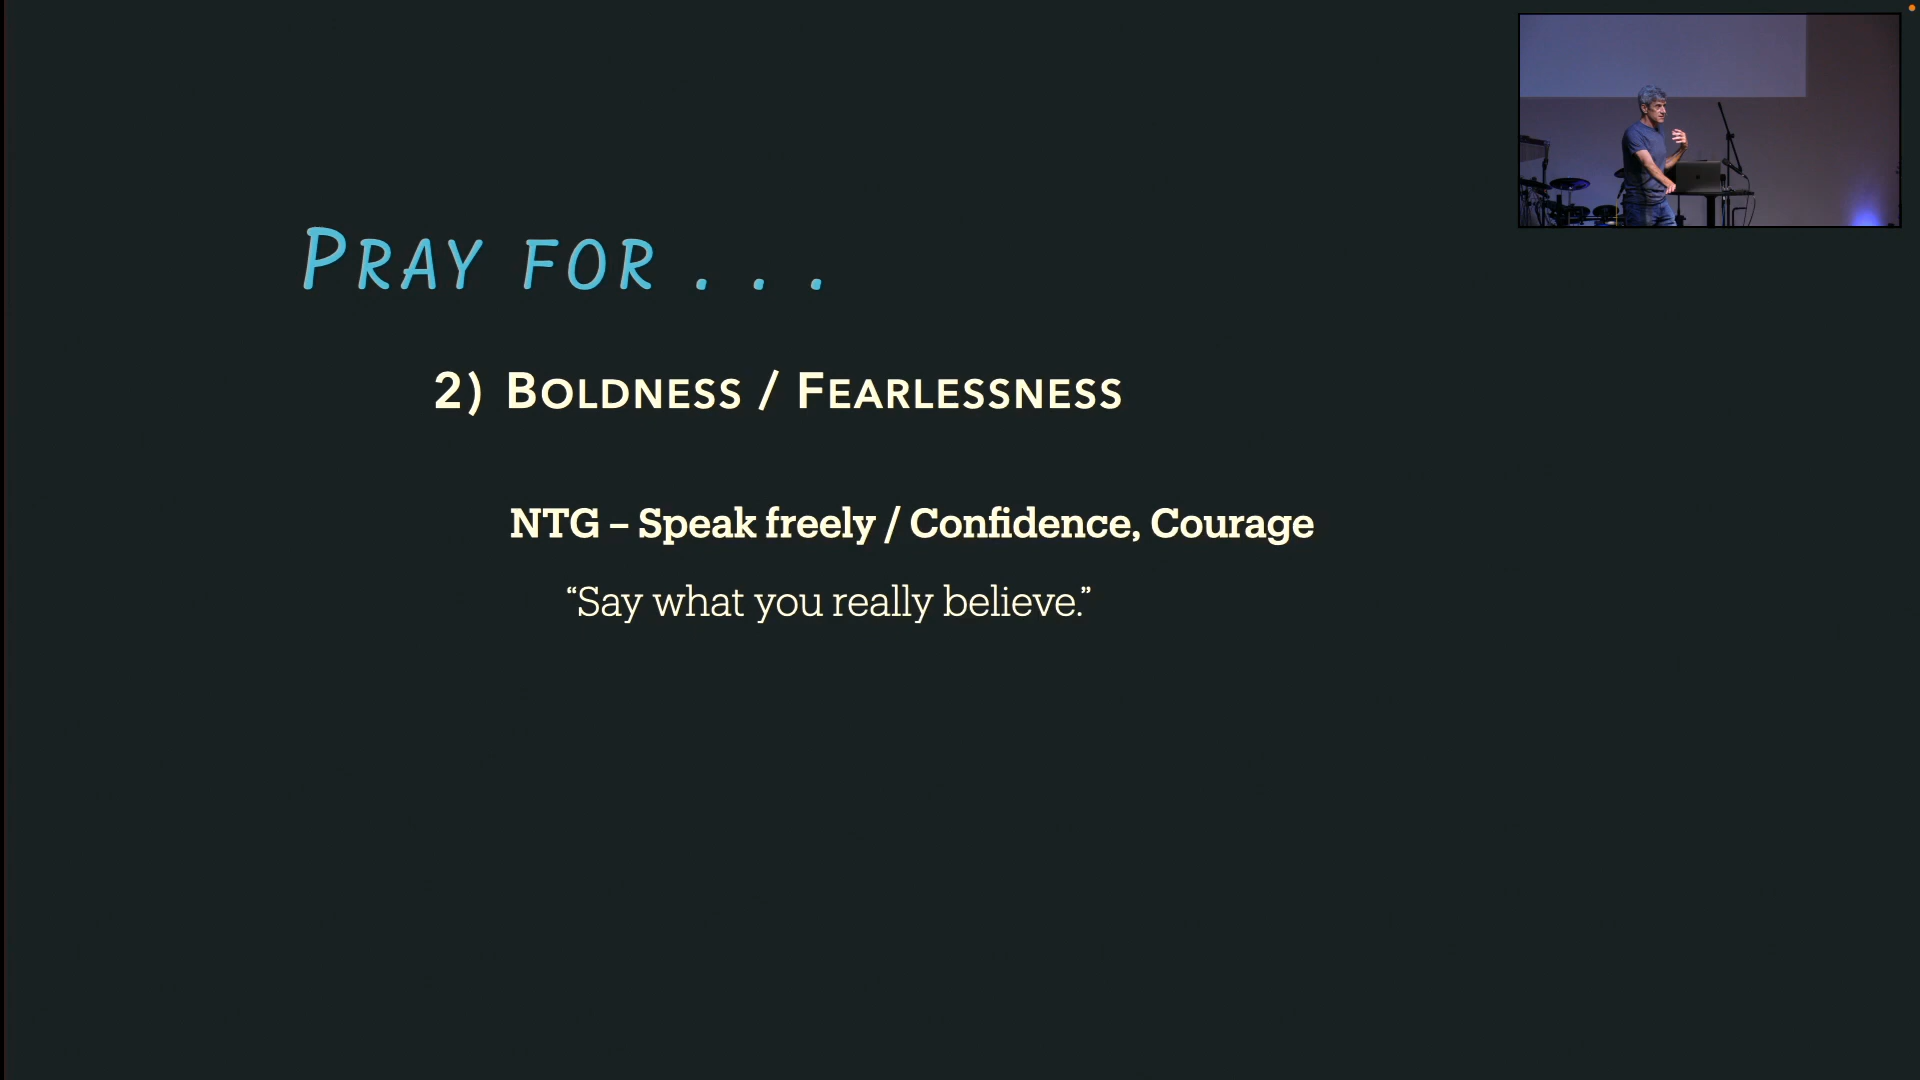 PRAY FOR . . .
2) BOLDNESS / FEARLESSNESS
NTG – Speak freely / Confidence, Courage
“Say what you really believe.”